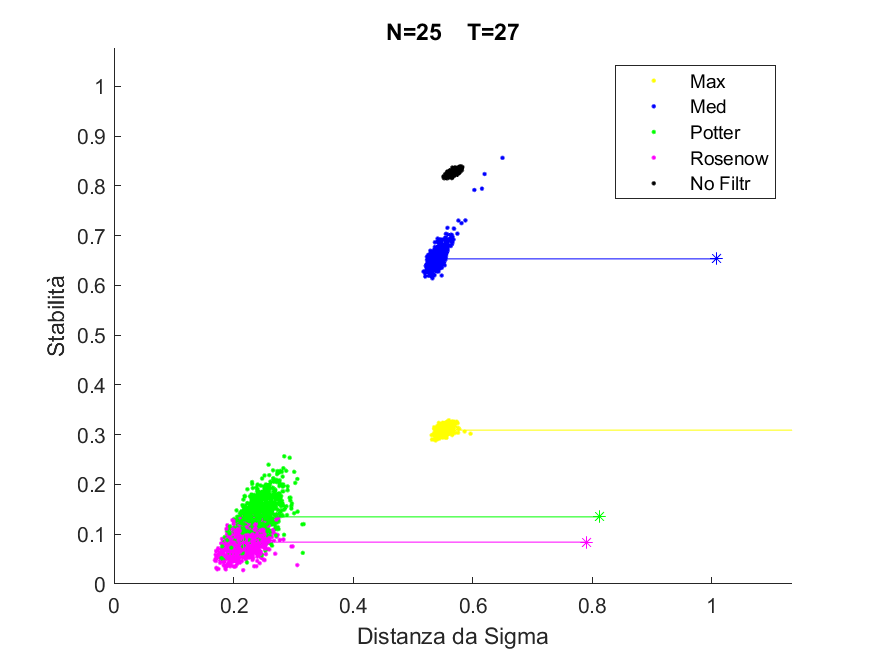 N=25 T=27
Max
Med
Potter
Rosenow
No Filtr
Stabilità
1
0.9
0.8
0.7
0.6
0.5
0.4
0.3
0.2
0.1
0
0 0.2 0.4 0.6 0.8 1
Distanza da Sigma